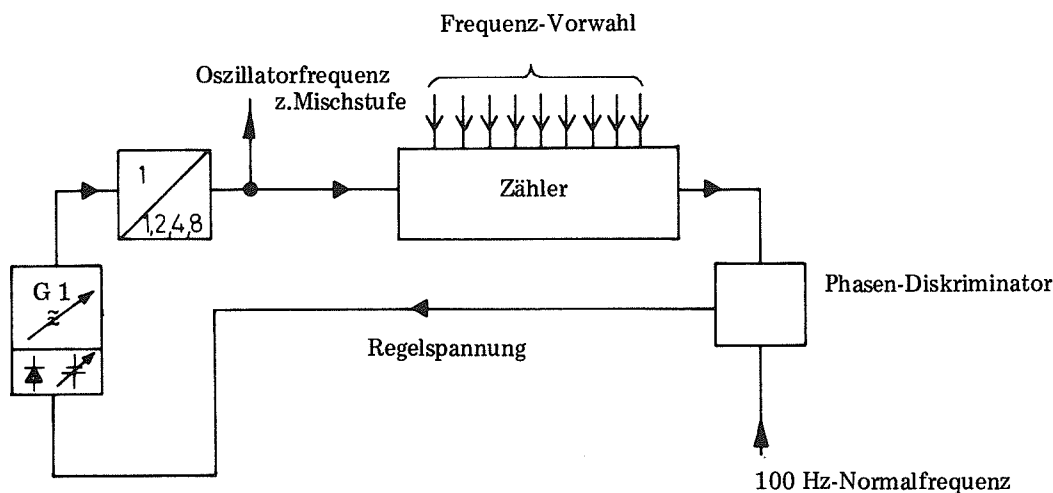 Frequenz-Vorwahl
Oszillatorfrequenz
z.Mischstufe
1
1,2,4,8
Zähler
G 1
Phasen-Diskriminator
Regelspannung
100 Hz-Normalfrequenz